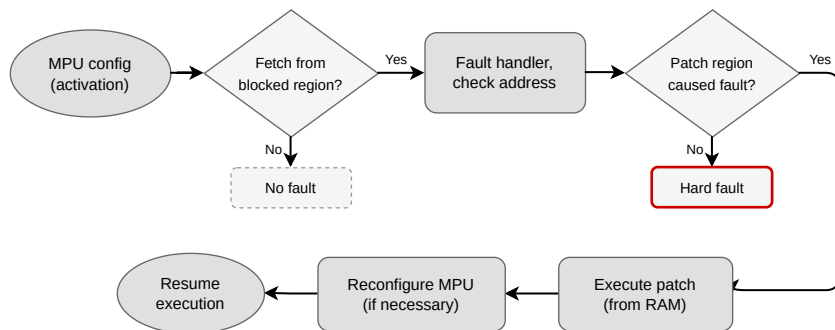 MPU config
(activation)
Fetch from
blocked region?
Yes
Fault handler,
check address
Patch region
caused fault?
Yes
No
No fault
No
Hard fault
Resume
execution
Reconfigure MPU
(if necessary)
Execute patch
(from RAM)